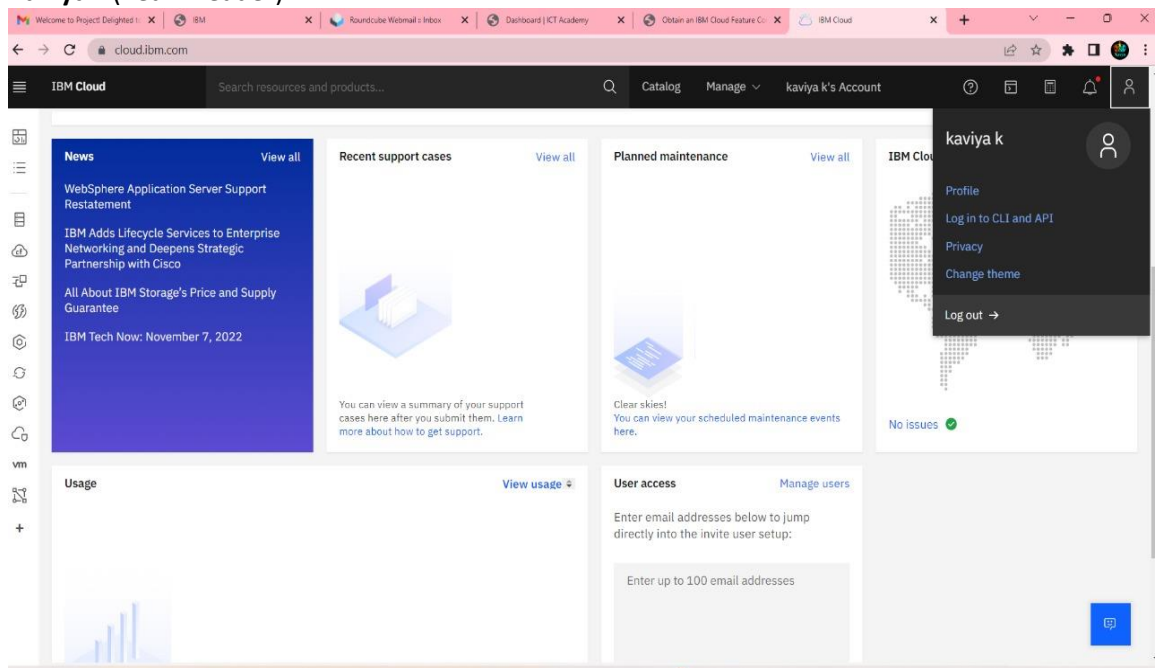 Welcome to Project! Delighted t
IBM
Roundcube Webmail :: Inbox
Dashboard | ICT Academy
Obtain an IBM Cloud Feature Co
IBM Cloud
cloud.ibm.com
IBM Cloud
Search resources and products...
Catalog
Manage
kaviya k's Account
kaviya k
Profile
Log in to CLI and API
Privacy
Change theme
Log out →
News
View all
WebSphere Application Server Support
Restatement
IBM Adds Lifecycle Services to Enterprise
Networking and Deepens Strategic
Partnership with Cisco
All About IBM Storage's Price and Supply
Guarantee
IBM Tech Now: November 7, 2022
Recent support cases
View all
You can view a summary of your support
cases here after you submit them. Learn
more about how to get support.
Planned maintenance
View all
Clear skies!
You can view your scheduled maintenance events
here.
IBM Clou
No issues
vm
Usage
View usage
User access
Manage users
Enter email addresses below to jump
directly into the invite user setup:
Enter up to 100 email addresses